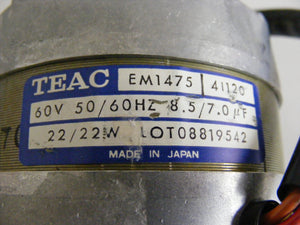 TEAC EM1475 41120
60V 50/60HZ 8.5/7.0µF
22/22W LOT08819542
MADE IN JAPAN